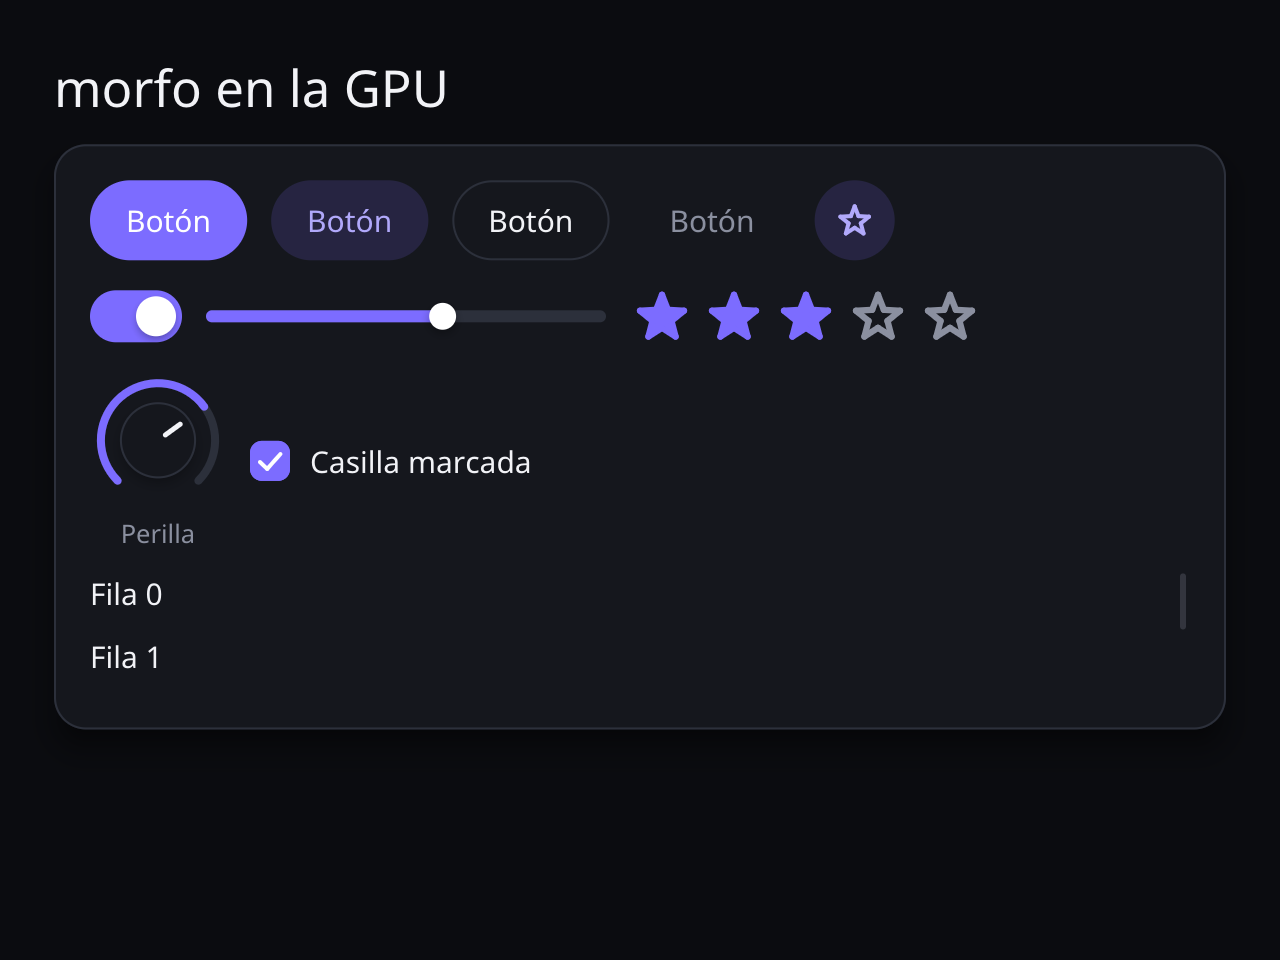 morfo en la GPU
Botón Botón Botón Botón
Casilla marcada
Perilla
Fila 0
Fila 1